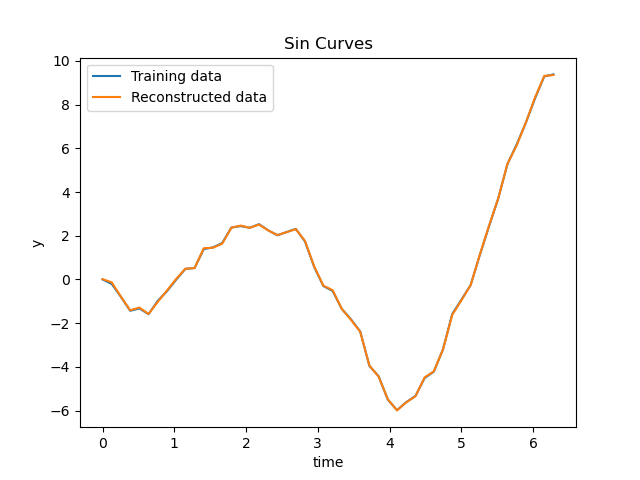 Sin Curves
Training data
Reconstructed data
y
10
8
6
4
2
0
−2
−4
−6
0 1 2 3 4 5 6
time